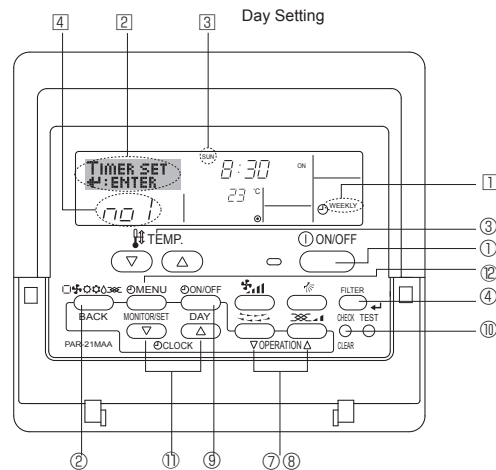 Day Setting
4 2 3
TIMER SET
↵:ENTER
SUN
8:30
ON
23 °C
no 1
WEEKLY
1
TEMP.
ON/OFF
③
①
⑫
MENU
ON/OFF
FILTER
④
BACK
MONITOR/SET
DAY
CHECK TEST
⑩
PAR-21MAA
CLOCK
▽OPERATION△
CLEAR
② ⑪ ⑨ ⑦ ⑧